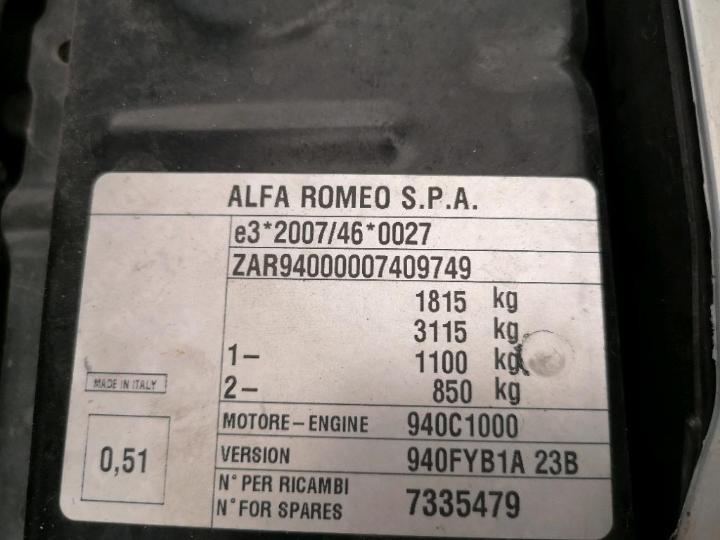 ALFA ROMEO S.P.A.
e3*2007/46*0027
ZAR94000007409749
1815 kg
3115 kg
1– 1100 kg
2– 850 kg
MADE IN ITALY
MOTORE–ENGINE 940C1000
0,51
VERSION 940FYB1A 23B
N° PER RICAMBI
N° FOR SPARES 7335479